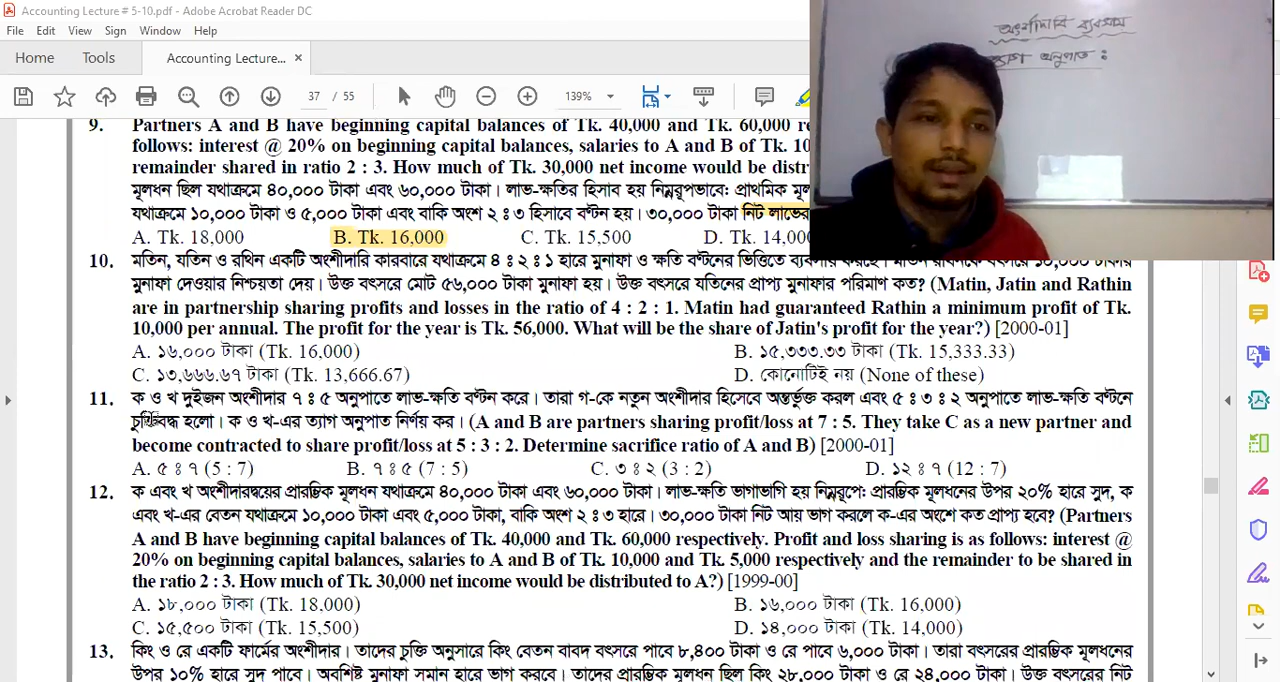 Accounting Lecture # 5-10.pdf - Adobe Acrobat Reader DC
File Edit View Sign Window Help
Home Tools Accounting Lecture... ×
37 / 55 139%
অংশীদারি ব্যবসায়
ত্যাগ অনুপাত :
9. Partners A and B have beginning capital balances of Tk. 40,000 and Tk. 60,000
follows: interest @ 20% on beginning capital balances, salaries to A and B of Tk.
remainder shared in ratio 2 : 3. How much of Tk. 30,000 net income would be
মূলধন ছিল যথাক্রমে ৪০,০০০ টাকা এবং ৬০,০০০ টাকা। লাভ-ক্ষতির হিসাব হয় নিম্নরূপভাবে: প্রাথমিক
যথাক্রমে ১০,০০০ টাকা ও ৫,০০০ টাকা এবং বাকি অংশ ২ ঃ ৩ হিসাবে বণ্টন হয়। ৩০,০০০ টাকা নিট লাভের
A. Tk. 18,000 B. Tk. 16,000 C. Tk. 15,500 D. Tk.
10. মতিন, যতিন ও রথিন একটি অংশীদারি কারবারে যথাক্রমে ৪ ঃ ২ ঃ ১ হারে মুনাফা ও ক্ষতি বণ্টনের ভিত্তিতে
মুনাফা দেওয়ার নিশ্চয়তা দেয়। উক্ত বৎসরে মোট ৫৬,০০০ টাকা মুনাফা হয়। উক্ত বৎসরে যতিনের প্রাপ্য মুনাফার পরিমাণ কত? (Matin, Jatin and Rathin
are in partnership sharing profits and losses in the ratio of 4 : 2 : 1. Matin had guaranteed Rathin a minimum profit of Tk.
10,000 per annual. The profit for the year is Tk. 56,000. What will be the share of Jatin's profit for the year?) [2000-01]
A. ১৬,০০০ টাকা (Tk. 16,000) B. ১৫,৩৩৩.৩৩ টাকা (Tk. 15,333.33)
C. ১৩,৬৬৬.৬৭ টাকা (Tk. 13,666.67) D. কোনোটিই নয় (None of these)
11. ক ও খ দুইজন অংশীদার ৭ ঃ ৫ অনুপাতে লাভ-ক্ষতি বণ্টন করে। তারা গ-কে নতুন অংশীদার হিসেবে অন্তর্ভুক্ত করল এবং ৫ ঃ ৩ ঃ ২ অনুপাতে লাভ-ক্ষতি বণ্টনে
চুক্তিবদ্ধ হলো। ক ও খ-এর ত্যাগ অনুপাত নির্ণয় কর। (A and B are partners sharing profit/loss at 7 : 5. They take C as a new partner and
become contracted to share profit/loss at 5 : 3 : 2. Determine sacrifice ratio of A and B) [2000-01]
A. ৫ ঃ ৭ (5 : 7) B. ৭ ঃ ৫ (7 : 5) C. ৩ ঃ ২ (3 : 2) D. ১২ ঃ ৭ (12 : 7)
12. ক এবং খ অংশীদারদ্বয়ের প্রারম্ভিক মূলধন যথাক্রমে ৪০,০০০ টাকা এবং ৬০,০০০ টাকা। লাভ-ক্ষতি ভাগাভাগি হয় নিম্নরূপে: প্রারম্ভিক মূলধনের উপর ২০% হারে সুদ, ক
এবং খ-এর বেতন যথাক্রমে ১০,০০০ টাকা এবং ৫,০০০ টাকা, বাকি অংশ ২ ঃ ৩ হারে। ৩০,০০০ টাকা নিট আয় ভাগ করলে ক-এর অংশে কত প্রাপ্য হবে? (Partners
A and B have beginning capital balances of Tk. 40,000 and Tk. 60,000 respectively. Profit and loss sharing is as follows: interest @
20% on beginning capital balances, salaries to A and B of Tk. 10,000 and Tk. 5,000 respectively and the remainder to be shared in
the ratio 2 : 3. How much of Tk. 30,000 net income would be distributed to A?) [1999-00]
A. ১৮,০০০ টাকা (Tk. 18,000) B. ১৬,০০০ টাকা (Tk. 16,000)
C. ১৫,৫০০ টাকা (Tk. 15,500) D. ১৪,০০০ টাকা (Tk. 14,000)
13. কিং ও রে একটি ফার্মের অংশীদার। তাদের চুক্তি অনুসারে কিং বেতন বাবদ বৎসরে পাবে ৮,৪০০ টাকা ও রে পাবে ৬,০০০ টাকা। তারা বৎসরের প্রারম্ভিক মূলধনের
উপর ১০% হারে সুদ পাবে। অবশিষ্ট মুনাফা সমান হারে ভাগ করবে। তাদের প্রারম্ভিক মূলধন ছিল কিং ২৮,০০০ টাকা ও রে ২৪,০০০ টাকা। উক্ত বৎসরের নিট